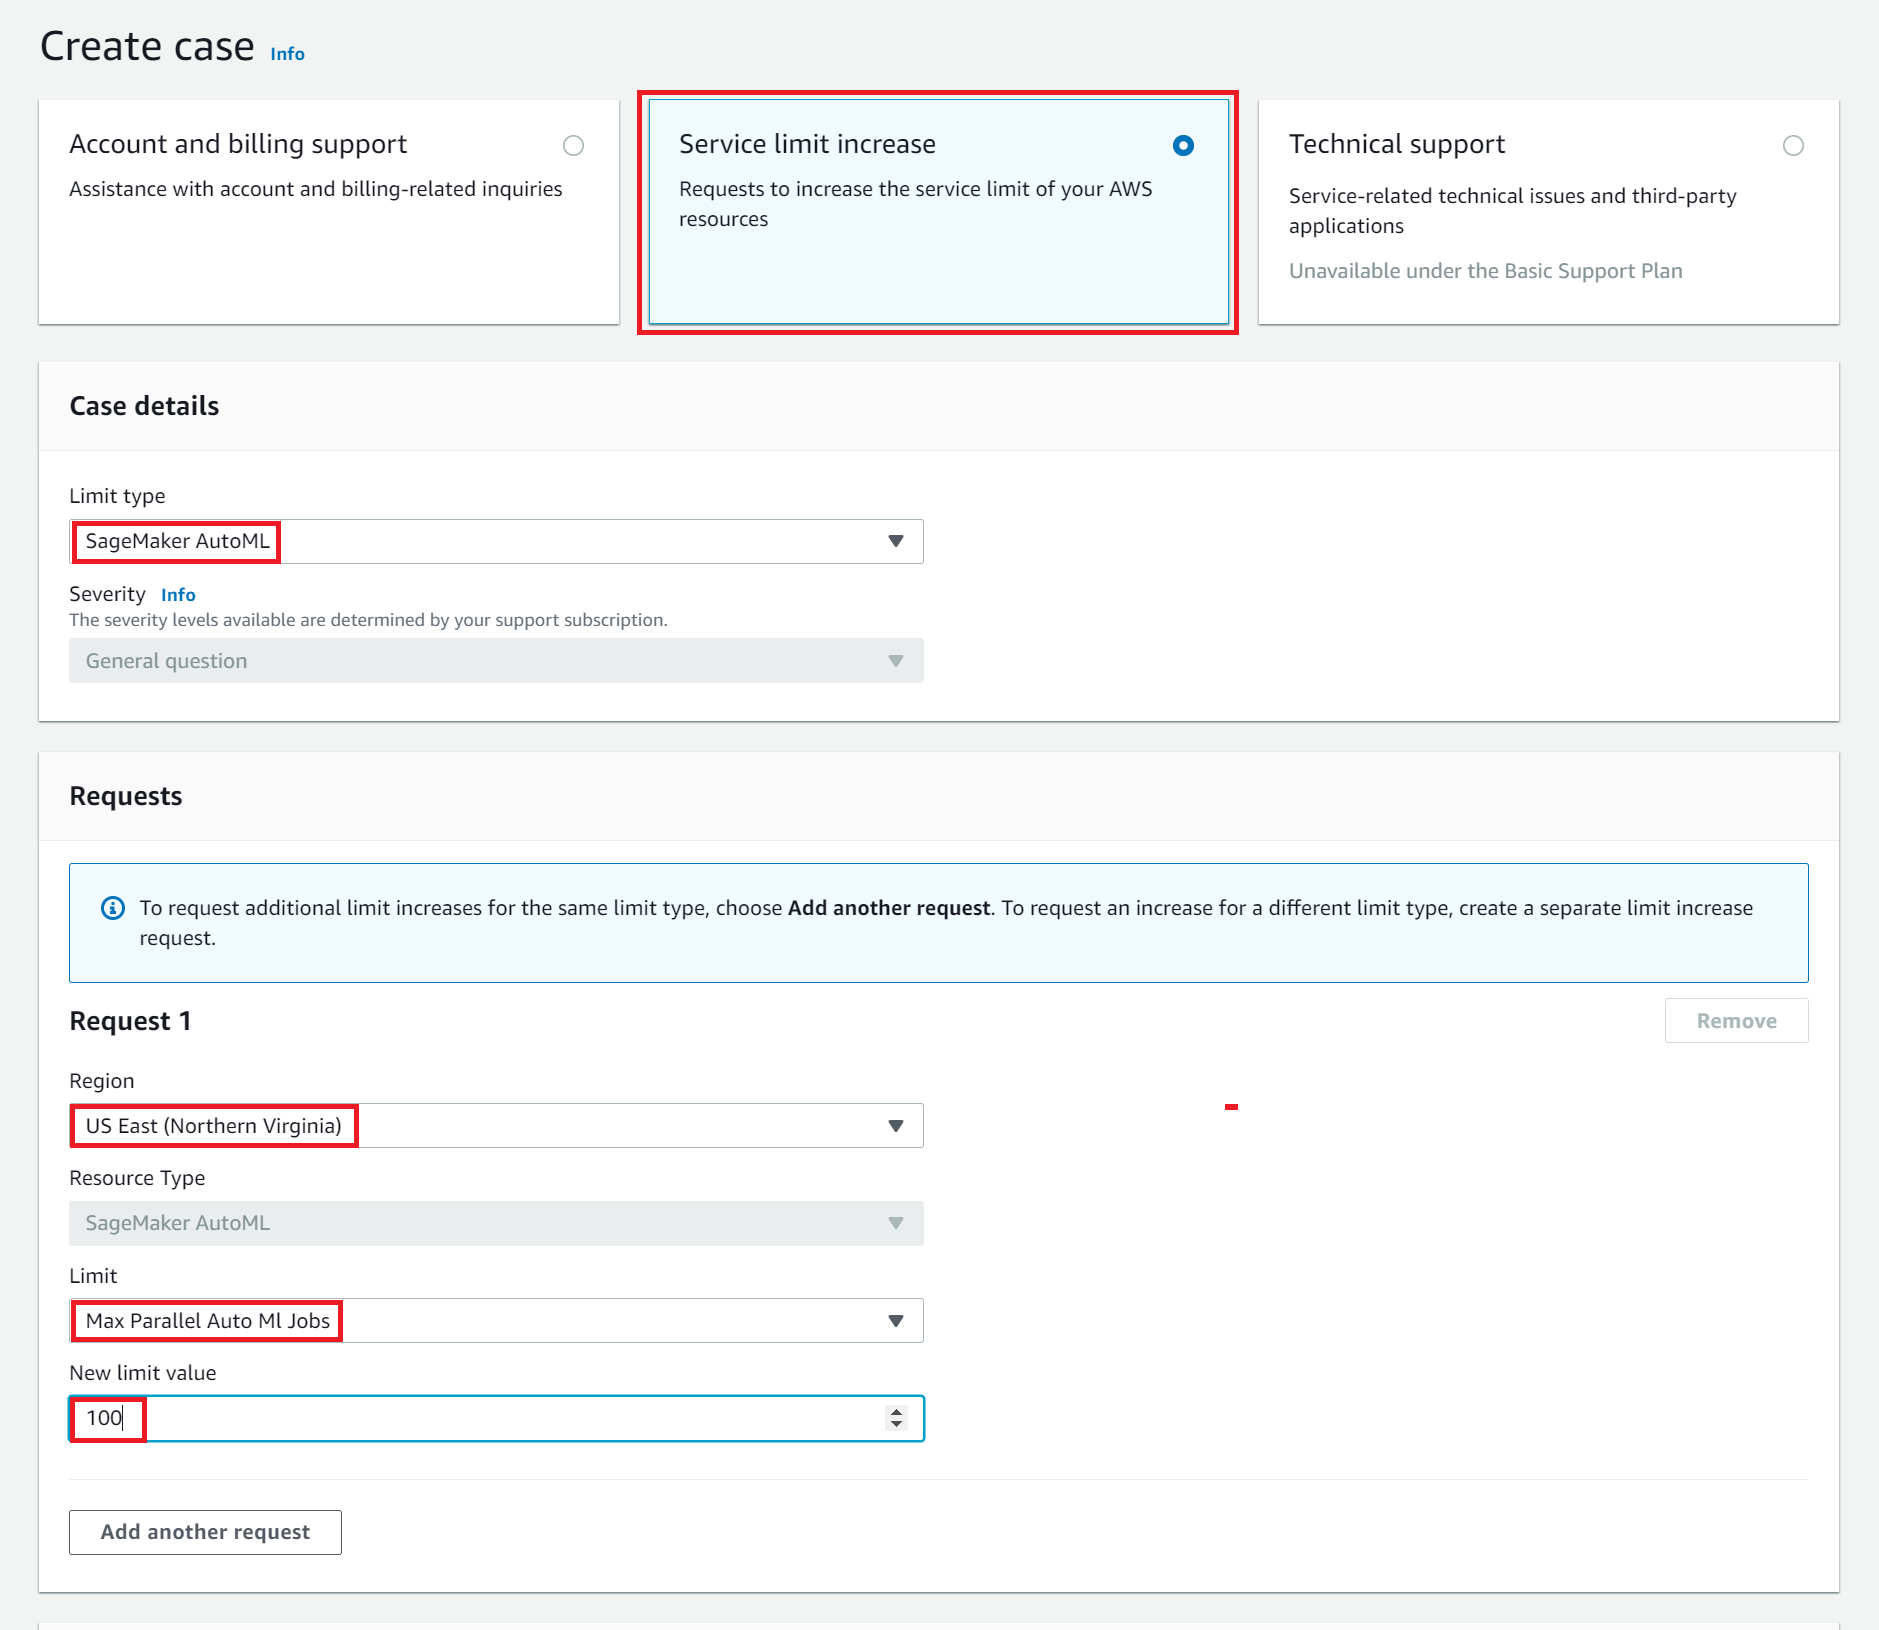 Create case Info
Account and billing support
Assistance with account and billing-related inquiries
Service limit increase
Requests to increase the service limit of your AWS
resources
Technical support
Service-related technical issues and third-party
applications
Unavailable under the Basic Support Plan
Case details
Limit type
SageMaker AutoML
Severity Info
The severity levels available are determined by your support subscription.
General question
Requests
To request additional limit increases for the same limit type, choose Add another request. To request an increase for a different limit type, create a separate limit increase
request.
Request 1
Remove
Region
US East (Northern Virginia)
Resource Type
SageMaker AutoML
Limit
Max Parallel Auto Ml Jobs
New limit value
100
Add another request